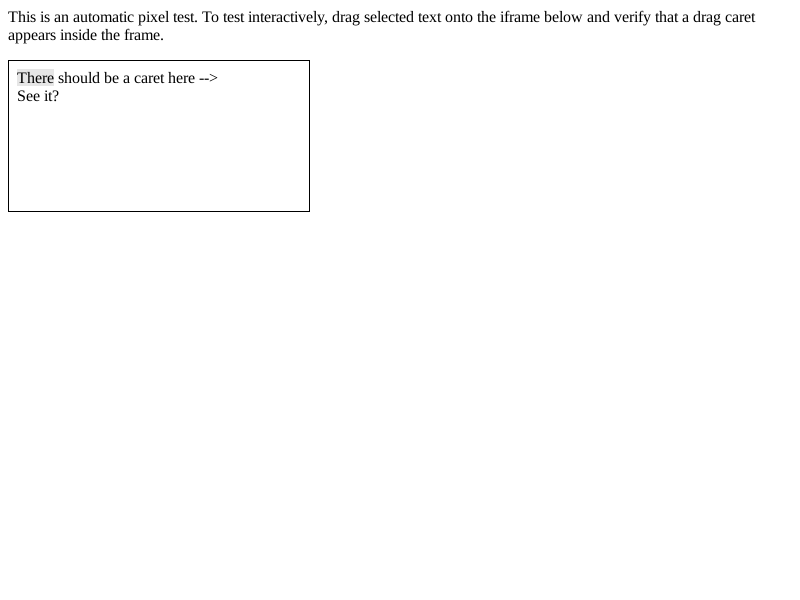 This is an automatic pixel test. To test interactively, drag selected text onto the iframe below and verify that a drag caret
appears inside the frame.
There should be a caret here -->
See it?